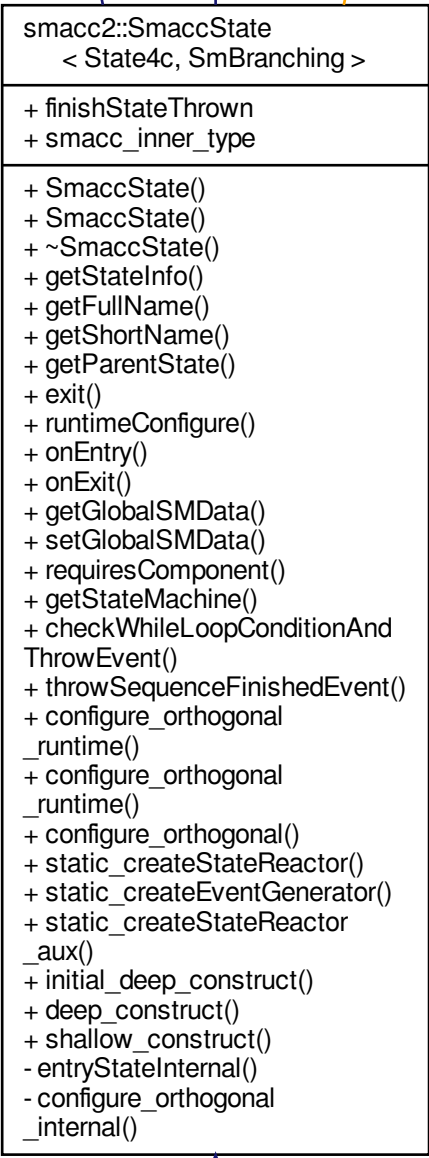 smacc2::SmaccState
< State4c, SmBranching >
+ finishStateThrown
+ smacc_inner_type
+ SmaccState()
+ SmaccState()
+ ~SmaccState()
+ getStateInfo()
+ getFullName()
+ getShortName()
+ getParentState()
+ exit()
+ runtimeConfigure()
+ onEntry()
+ onExit()
+ getGlobalSMData()
+ setGlobalSMData()
+ requiresComponent()
+ getStateMachine()
+ checkWhileLoopConditionAnd
ThrowEvent()
+ throwSequenceFinishedEvent()
+ configure_orthogonal
_runtime()
+ configure_orthogonal
_runtime()
+ configure_orthogonal()
+ static_createStateReactor()
+ static_createEventGenerator()
+ static_createStateReactor
_aux()
+ initial_deep_construct()
+ deep_construct()
+ shallow_construct()
- entryStateInternal()
- configure_orthogonal
_internal()